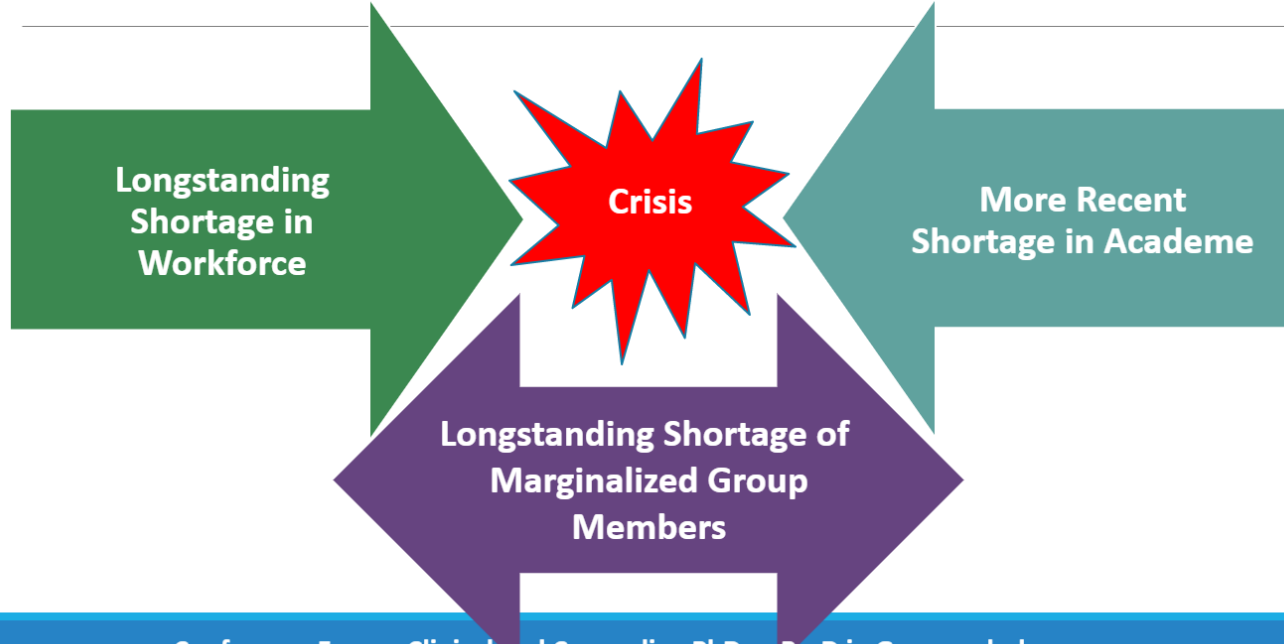 Longstanding
Shortage in
Workforce
Crisis
More Recent
Shortage in Academe
Longstanding Shortage of
Marginalized Group
Members